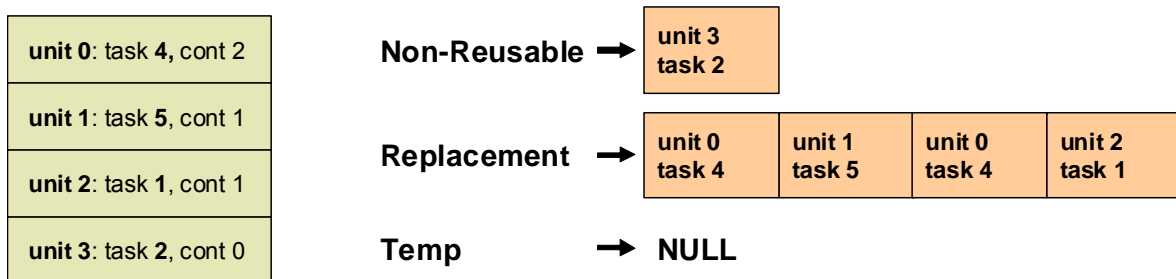 unit 0: task 4, cont 2
unit 1: task 5, cont 1
unit 2: task 1, cont 1
unit 3: task 2, cont 0
Non-Reusable
unit 3
task 2
Replacement
unit 0
task 4
unit 1
task 5
unit 0
task 4
unit 2
task 1
Temp
NULL